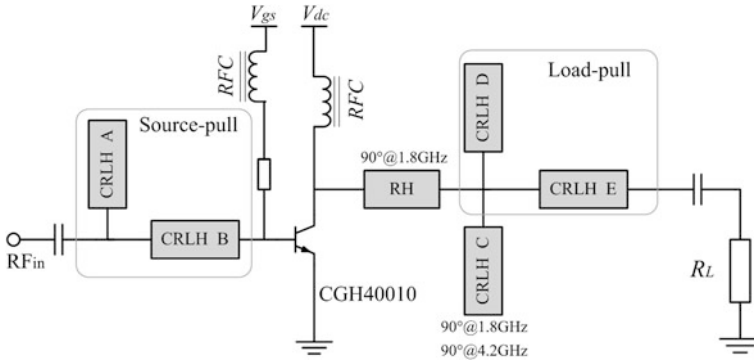 Vgs
Vdc
RFC
RFC
Source-pull
Load-pull
CRLH A
CRLH B
CRLH D
90°@1.8GHz
RH
CRLH E
CRLH C
RFin
CGH40010
RL
90°@1.8GHz
90°@4.2GHz